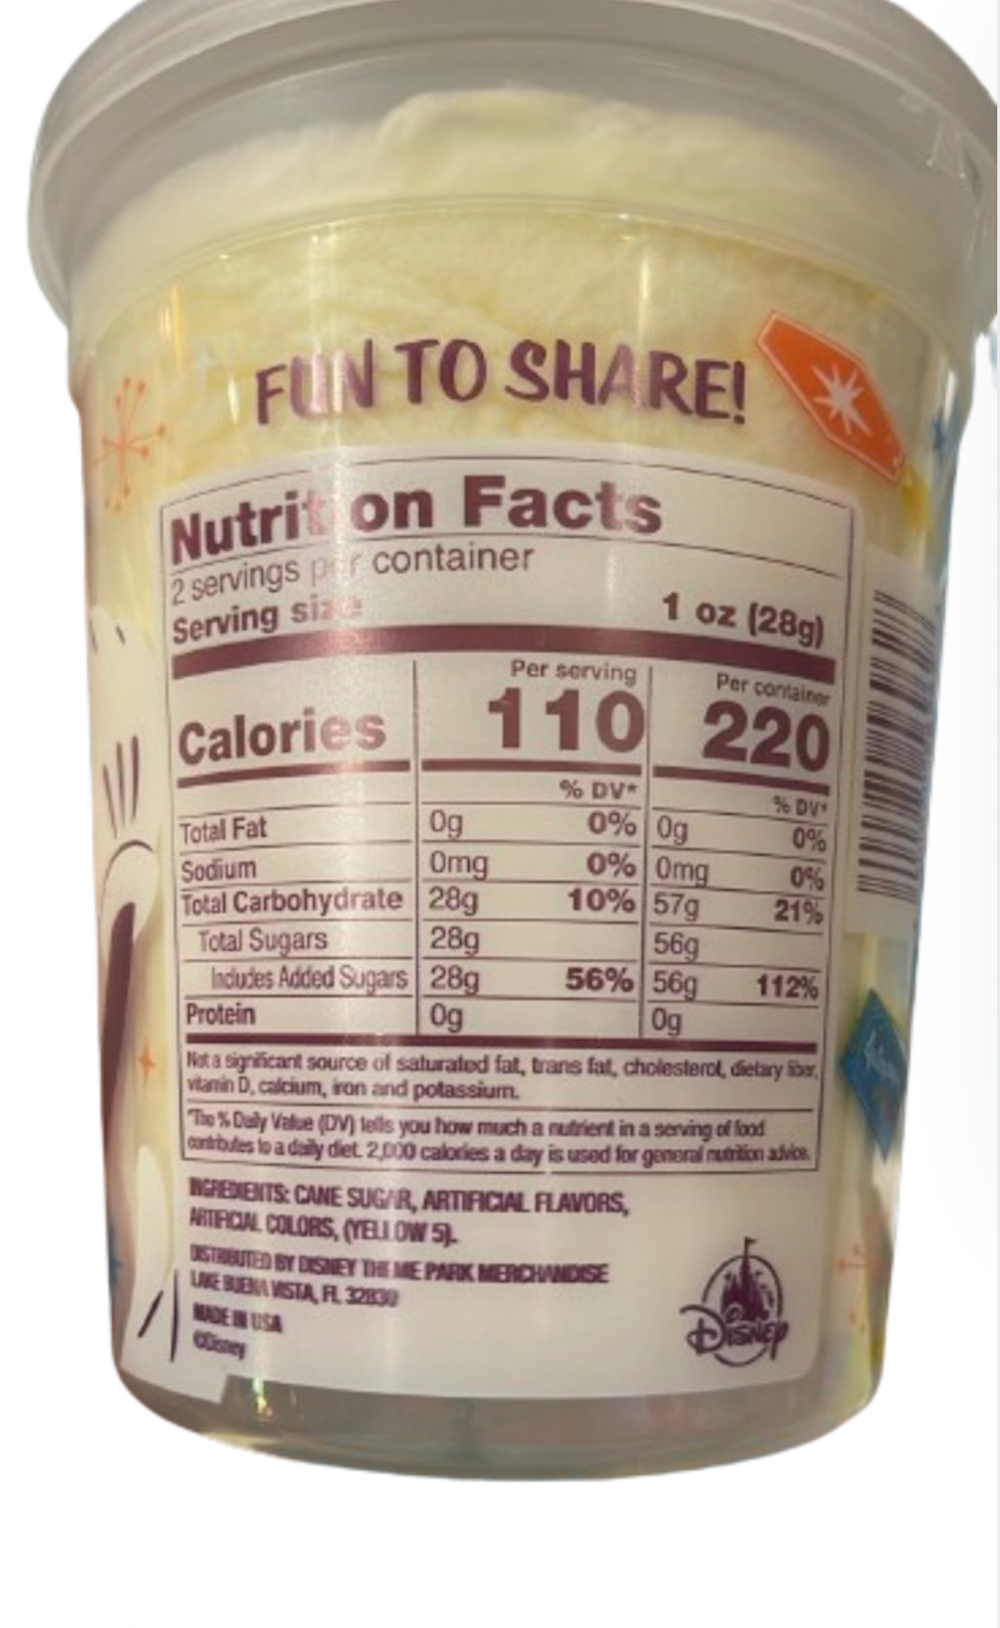 FUN TO SHARE!
Nutrition Facts
2 servings per container
Serving size 1 oz (28g)
Per serving Per container
Calories 110 220
% DV* % DV*
Total Fat 0g 0% 0g 0%
Sodium 0mg 0% 0mg 0%
Total Carbohydrate 28g 10% 57g 21%
Total Sugars 28g 56g
Includes Added Sugars 28g 56% 56g 112%
Protein 0g 0g
Not a significant source of saturated fat, trans fat, cholesterol, dietary fiber,
vitamin D, calcium, iron and potassium.
*The % Daily Value (DV) tells you how much a nutrient in a serving of food
contributes to a daily diet. 2,000 calories a day is used for general nutrition advice.
INGREDIENTS: CANE SUGAR, ARTIFICIAL FLAVORS,
ARTIFICIAL COLORS, (YELLOW 5).
DISTRIBUTED BY DISNEY THEME PARK MERCHANDISE
LAKE BUENA VISTA, FL 32830
MADE IN USA
©Disney
Disney